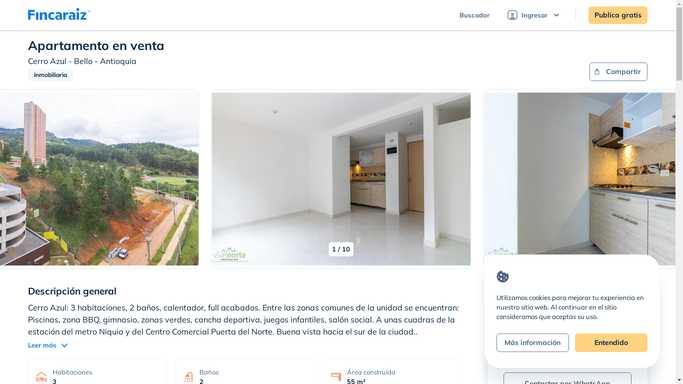 Fincaraiz
Buscador
Ingresar
Publica gratis
Apartamento en venta
Cerro Azul - Bello - Antioquia
Inmobiliaria
Compartir
norte
1 / 10
Descripción general
Cerro Azul: 3 habitaciones, 2 baños, calentador, full acabados. Entre las zonas comunes de la unidad se encuentran:
Piscinas, zona BBQ, gimnasio, zonas verdes, cancha deportiva, juegos infantiles, salón social. A unas cuadras de la
estación del metro Niquia y del Centro Comercial Puerta del Norte. Buena vista hacia el sur de la ciudad..
Leer más
Habitaciones
3
Baños
2
Área construida
55 m²
Utilizamos cookies para mejorar tu experiencia en
nuestro sitio web. Al continuar en el sitio
consideramos que aceptas su uso.
Más información
Entendido
Contactar por WhatsApp